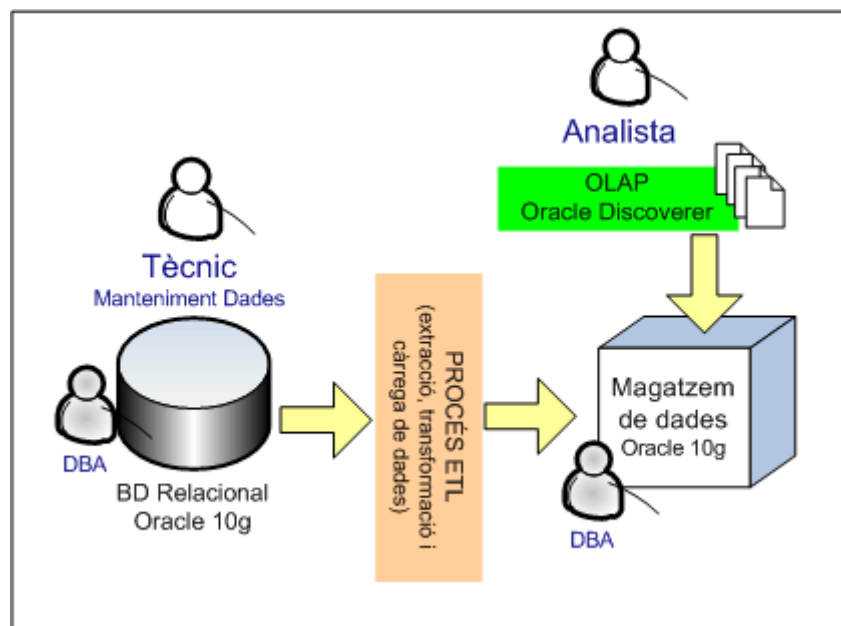 Analista
OLAP
Oracle Discoverer
Tècnic
Manteniment Dades
DBA
BD Relacional
Oracle 10g
PROCÉS ETL
(extracció, transformació i
càrrega de dades)
Magatzem
de dades
Oracle 10g
DBA